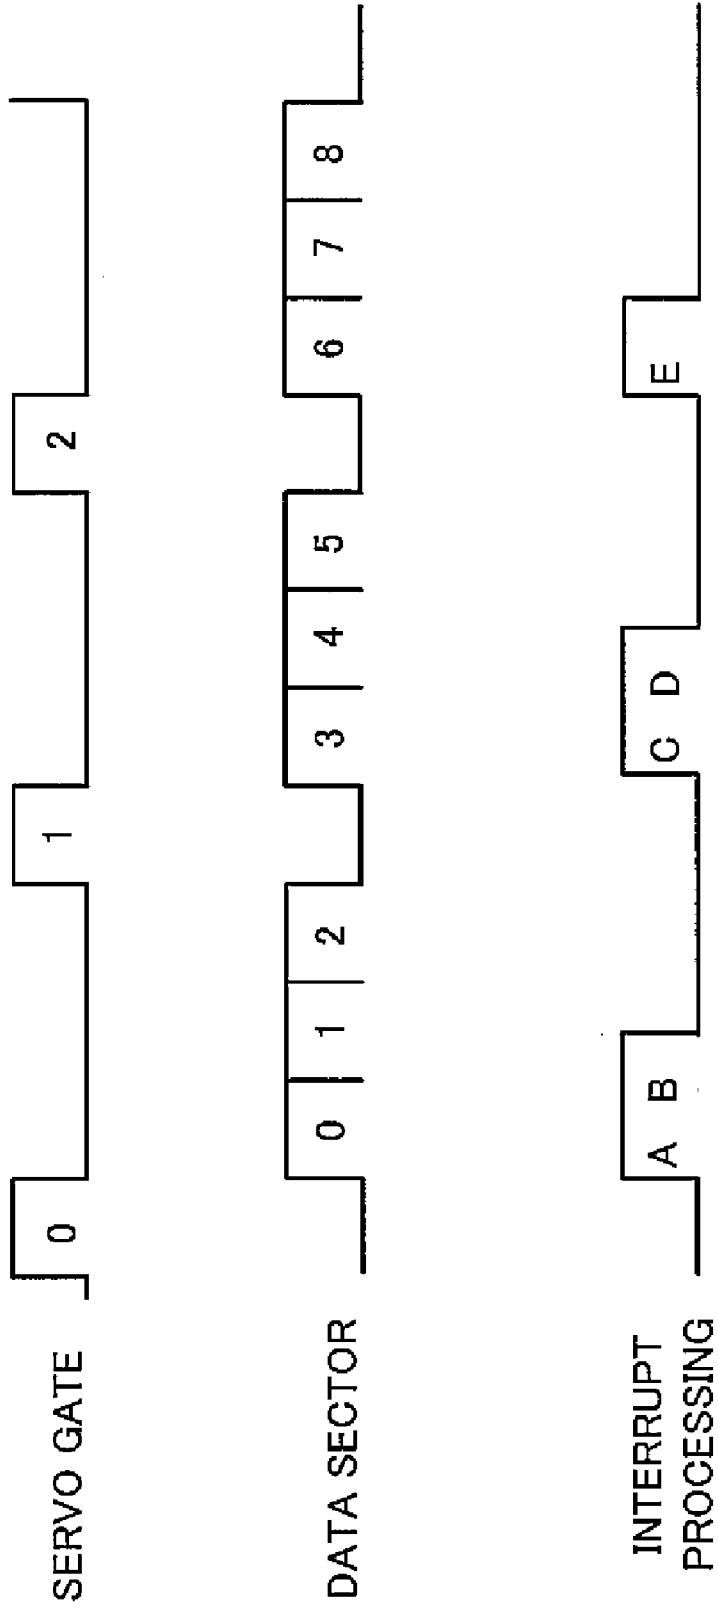 SERVO GATE
0
1
2
DATA SECTOR
0
1
2
3
4
5
6
7
8
INTERRUPT
PROCESSING
A B
C D
E